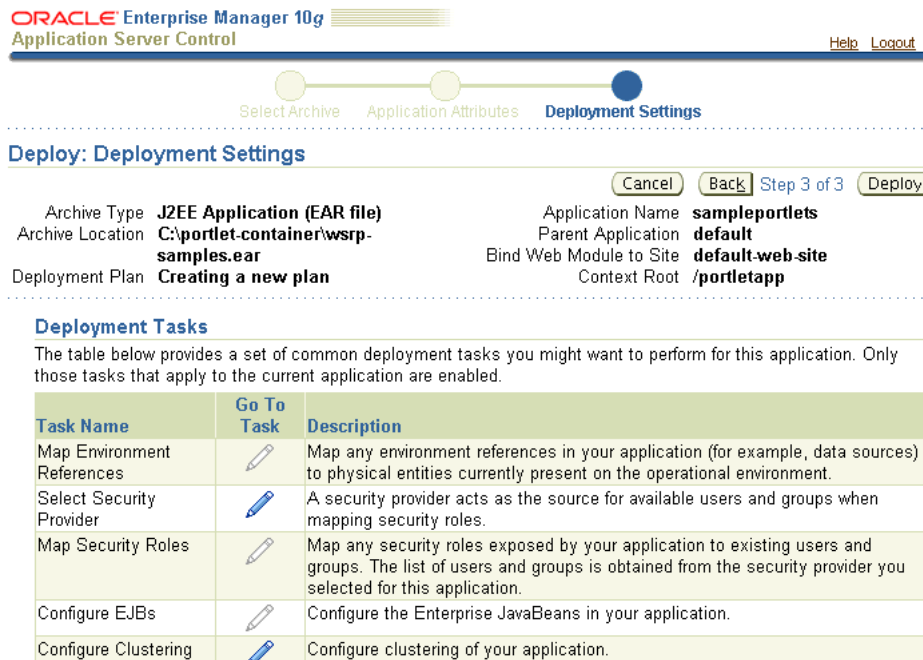 ORACLE Enterprise Manager 10g
Application Server Control
Help Logout
Select Archive Application Attributes Deployment Settings
Deploy: Deployment Settings
Cancel Back Step 3 of 3 Deploy
Archive Type J2EE Application (EAR file)
Archive Location C:\portlet-container\wsrp-
samples.ear
Deployment Plan Creating a new plan
Application Name sampleportlets
Parent Application default
Bind Web Module to Site default-web-site
Context Root /portletapp
Deployment Tasks
The table below provides a set of common deployment tasks you might want to perform for this application. Only
those tasks that apply to the current application are enabled.
Task Name Go To Task Description
Map Environment
References
Map any environment references in your application (for example, data sources)
to physical entities currently present on the operational environment.
Select Security
Provider
A security provider acts as the source for available users and groups when
mapping security roles.
Map Security Roles
Map any security roles exposed by your application to existing users and
groups. The list of users and groups is obtained from the security provider you
selected for this application.
Configure EJBs
Configure the Enterprise JavaBeans in your application.
Configure Clustering
Configure clustering of your application.